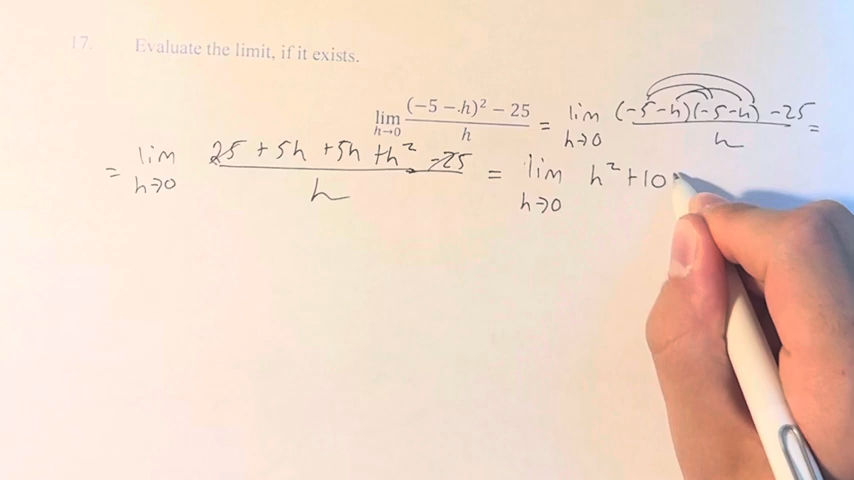 17. Evaluate the limit, if it exists.
lim h→0 (−5 − h)² − 25 / h = lim h→0 (-5-h)(-5-h) -25 / h =
= lim h→0 25 + 5h + 5h + h² - 25 / h = lim h→0 h² + 10